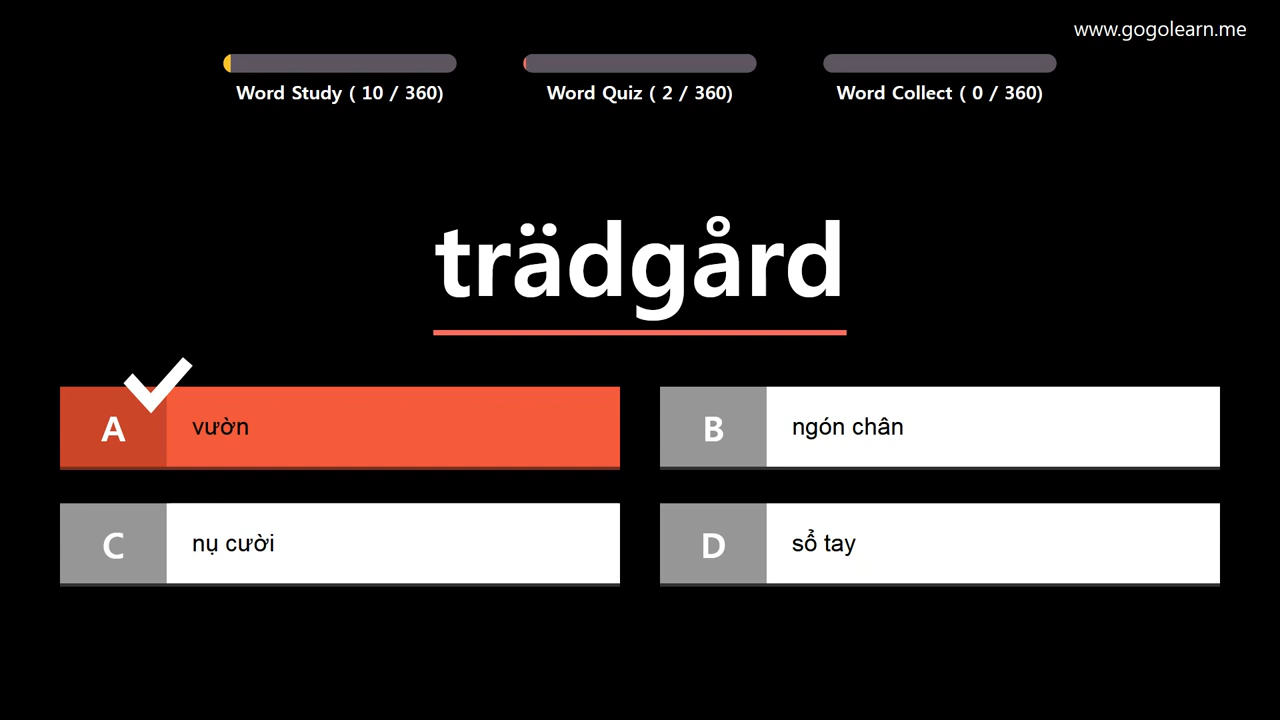 www.gogolearn.me
Word Study ( 10 / 360)
Word Quiz ( 2 / 360)
Word Collect ( 0 / 360)
trädgård
A vườn
B ngón chân
C nụ cười
D sổ tay